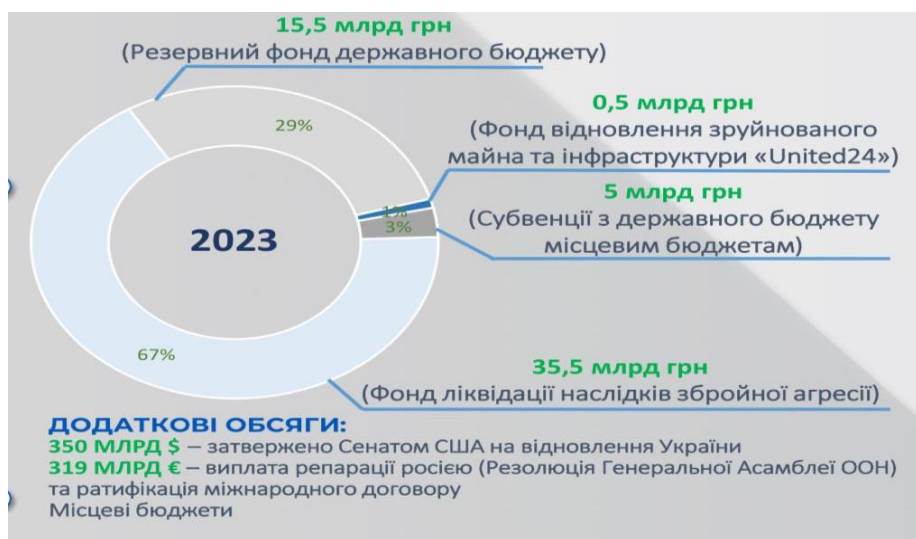 15,5 млрд грн
(Резервний фонд державного бюджету)
29%
0,5 млрд грн
(Фонд відновлення зруйнованого
майна та інфраструктури «United24»)
1%
3%
5 млрд грн
(Субвенції з державного бюджету
місцевим бюджетам)
2023
67%
35,5 млрд грн
(Фонд ліквідації наслідків збройної агресії)
ДОДАТКОВІ ОБСЯГИ:
350 МЛРД $ – затвержено Сенатом США на відновлення України
319 МЛРД € – виплата репарації росією (Резолюція Генеральної Асамблеї ООН)
та ратифікація міжнародного договору
Місцеві бюджети